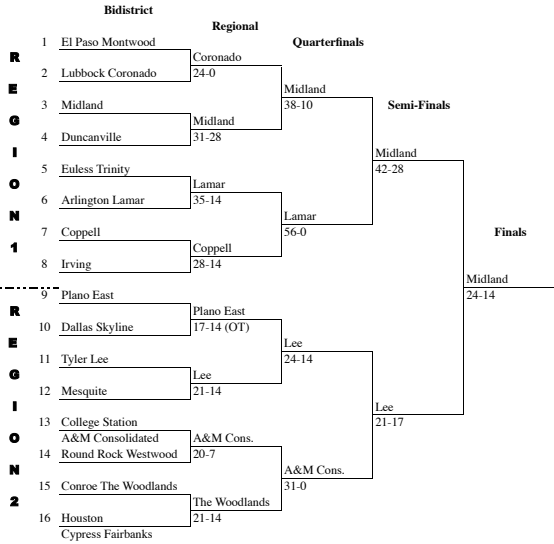 Bidistrict
Regional
Quarterfinals
Semi-Finals
Finals
REGION 1
1 El Paso Montwood
2 Lubbock Coronado
3 Midland
4 Duncanville
5 Euless Trinity
6 Arlington Lamar
7 Coppell
8 Irving
REGION 2
9 Plano East
10 Dallas Skyline
11 Tyler Lee
12 Mesquite
13 College Station
A&M Consolidated
14 Round Rock Westwood
15 Conroe The Woodlands
16 Houston
Cypress Fairbanks
Coronado
24-0
Midland
31-28
Lamar
35-14
Coppell
28-14
Plano East
17-14 (OT)
Lee
21-14
A&M Cons.
20-7
The Woodlands
21-14
Midland
38-10
Lamar
56-0
Lee
24-14
A&M Cons.
31-0
Midland
42-28
Lee
21-17
Midland
24-14